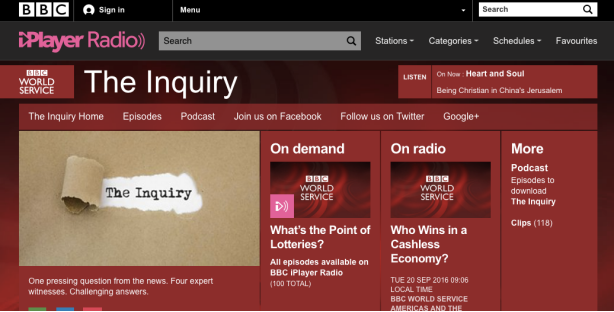 BBC Sign in Menu Search
iPlayer Radio Search Stations Categories Schedules Favourites
BBC
WORLD
SERVICE
The Inquiry
LISTEN
On Now : Heart and Soul
Being Christian in China's Jerusalem
The Inquiry Home Episodes Podcast Join us on Facebook Follow us on Twitter Google+
The Inquiry
One pressing question from the news. Four expert
witnesses. Challenging answers.
On demand
BBC
WORLD
SERVICE
What's the Point of
Lotteries?
All episodes available on
BBC iPlayer Radio
(100 TOTAL)
On radio
BBC
WORLD
SERVICE
Who Wins in a
Cashless
Economy?
TUE 20 SEP 2016 09:06
LOCAL TIME
BBC WORLD SERVICE
AMERICAS AND THE
More
Podcast
Episodes to
download
The Inquiry
Clips (118)